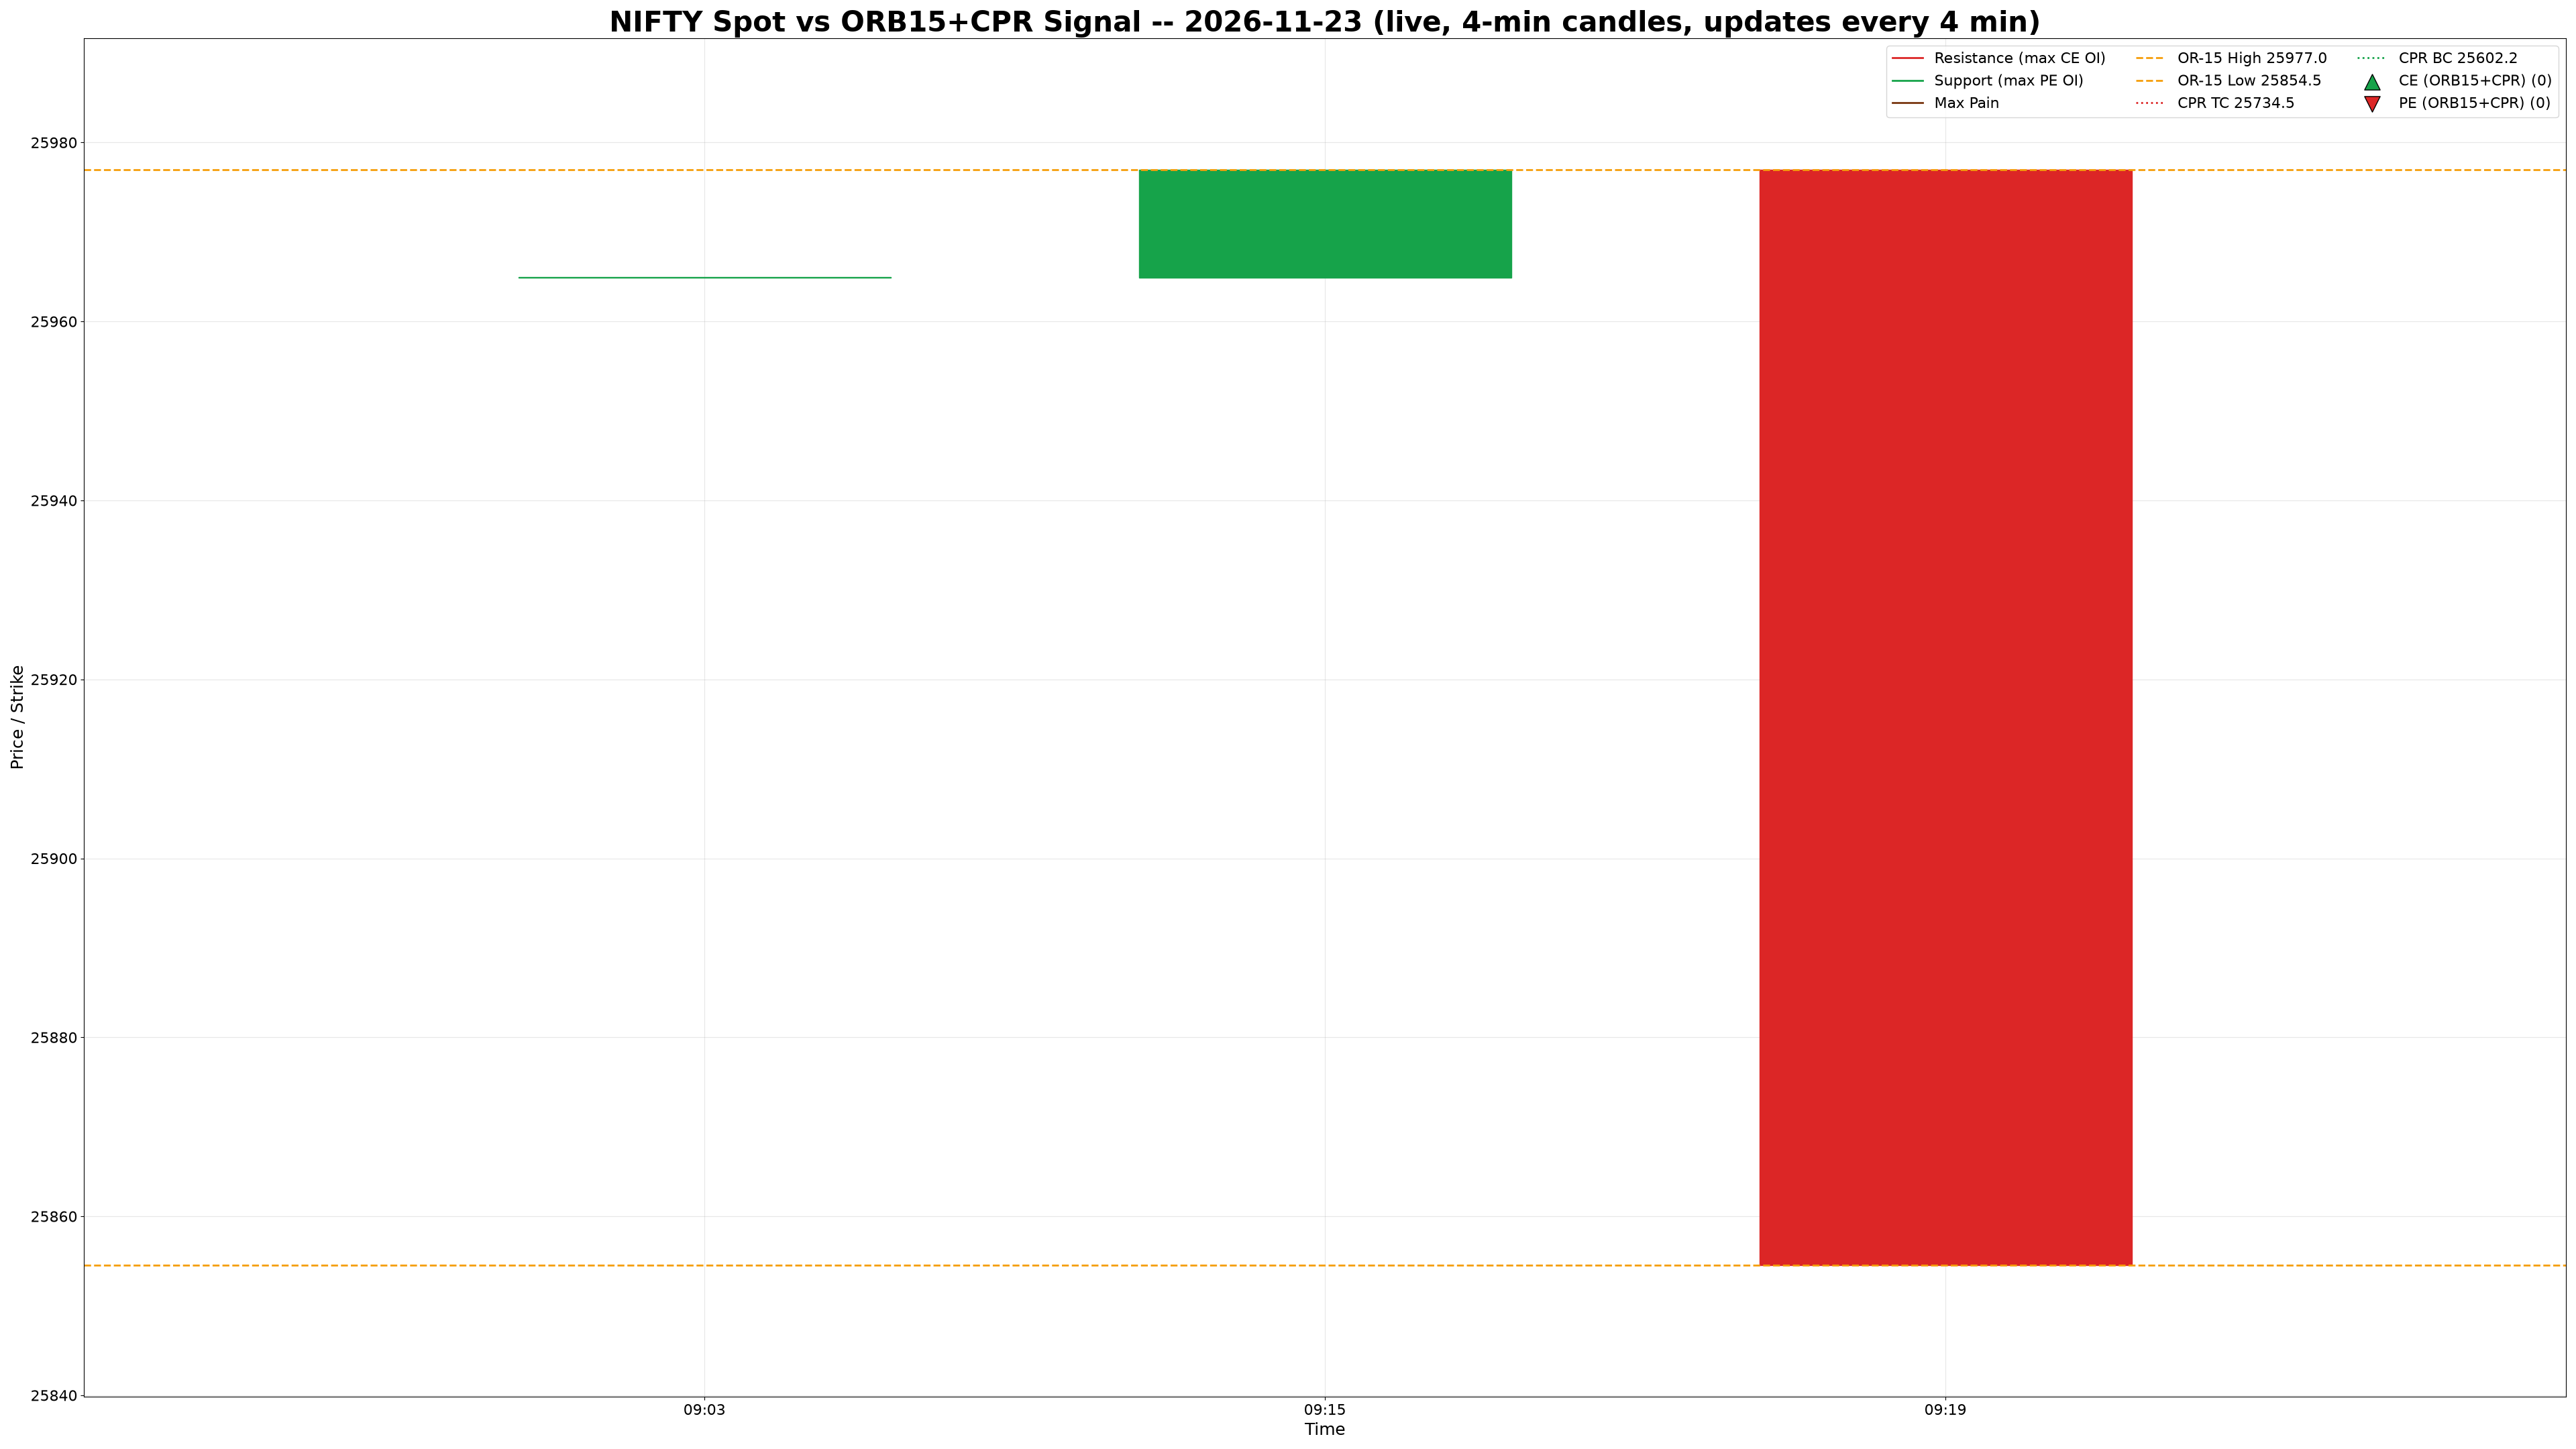 NIFTY Spot vs ORB15+CPR Signal -- 2026-11-23 (live, 4-min candles, updates every 4 min)
Resistance (max CE OI)
Support (max PE OI)
Max Pain
OR-15 High 25977.0
OR-15 Low 25854.5
CPR TC 25734.5
CPR BC 25602.2
CE (ORB15+CPR) (0)
PE (ORB15+CPR) (0)
Price / Strike
25980
25960
25940
25920
25900
25880
25860
25840
09:03
09:15
09:19
Time